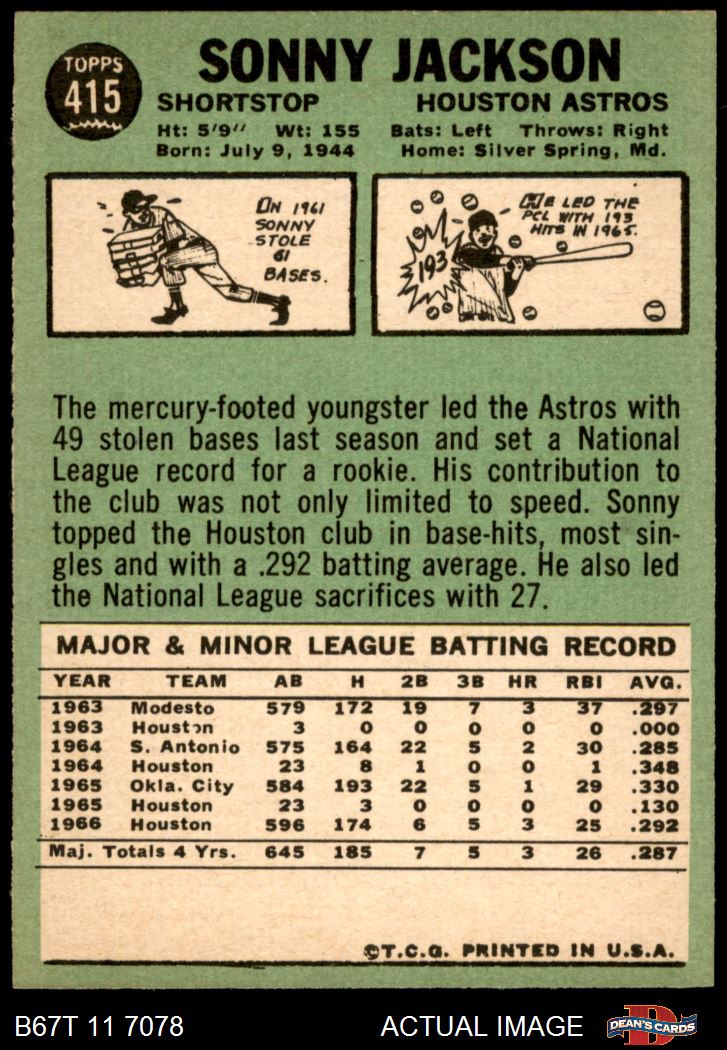 TOPPS
415
SONNY JACKSON
SHORTSTOP HOUSTON ASTROS
Ht: 5'9" Wt: 155 Bats: Left Throws: Right
Born: July 9, 1944 Home: Silver Spring, Md.
ON 1961
SONNY
STOLE
61
BASES.
HE LED THE
PCL WITH 193
HITS IN 1965.
193
The mercury-footed youngster led the Astros with
49 stolen bases last season and set a National
League record for a rookie. His contribution to
the club was not only limited to speed. Sonny
topped the Houston club in base-hits, most sin-
gles and with a .292 batting average. He also led
the National League sacrifices with 27.
MAJOR & MINOR LEAGUE BATTING RECORD
YEAR TEAM AB H 2B 3B HR RBI AVG.
1963 Modesto 579 172 19 7 3 37 .297
1963 Houston 3 0 0 0 0 0 .000
1964 S. Antonio 575 164 22 5 2 30 .285
1964 Houston 23 8 1 0 0 1 .348
1965 Okla. City 584 193 22 5 1 29 .330
1965 Houston 23 3 0 0 0 0 .130
1966 Houston 596 174 6 5 3 25 .292
Maj. Totals 4 Yrs. 645 185 7 5 3 26 .287
©T.C.G. PRINTED IN U.S.A.
B67T 11 7078 ACTUAL IMAGE
D
DEAN'S CARDS